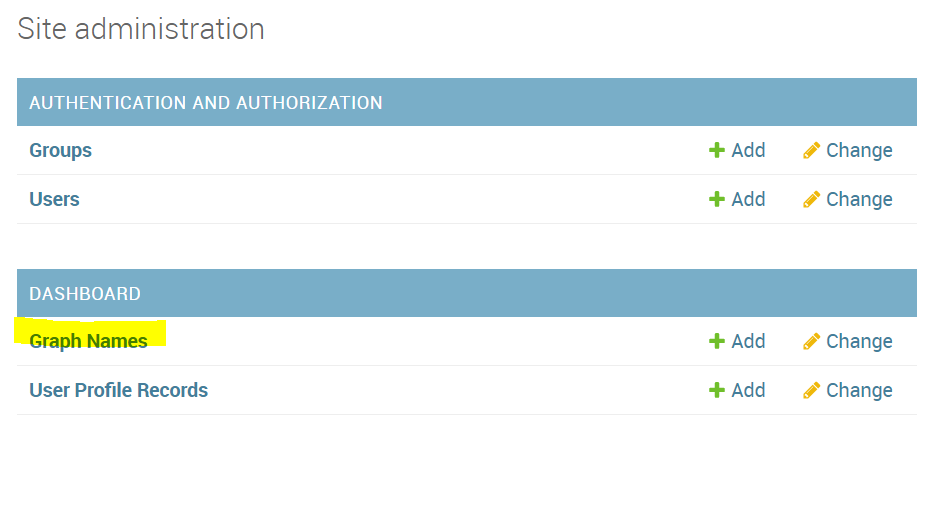 Site administration
AUTHENTICATION AND AUTHORIZATION
Groups Add Change
Users Add Change
DASHBOARD
Graph Names Add Change
User Profile Records Add Change